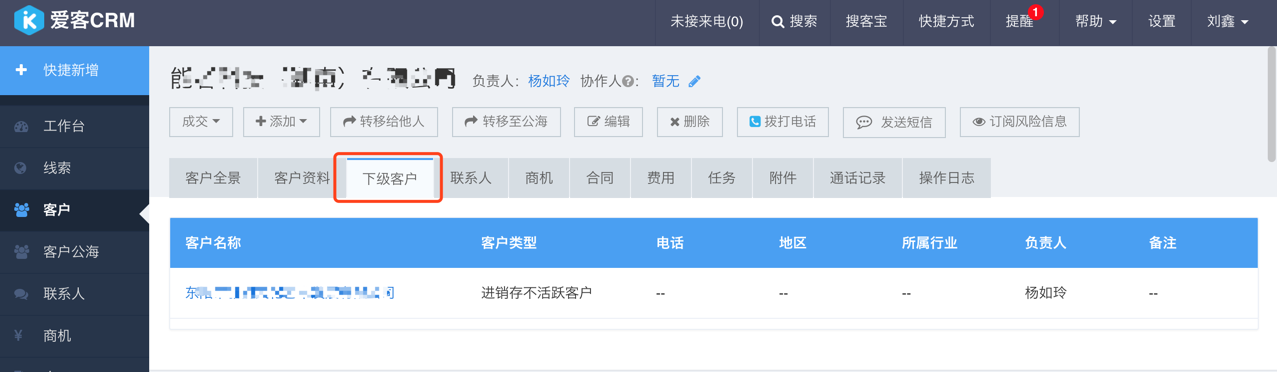 爱客CRM 未接来电(0) 搜索 搜客宝 快捷方式 提醒 1 帮助 设置 刘鑫
快捷新增
工作台
线索
客户
客户公海
联系人
商机
负责人: 杨如玲 协作人 : 暂无
成交 添加 转移给他人 转移至公海 编辑 删除 拨打电话 发送短信 订阅风险信息
客户全景 客户资料 下级客户 联系人 商机 合同 费用 任务 附件 通话记录 操作日志
客户名称 客户类型 电话 地区 所属行业 负责人 备注
进销存不活跃客户 -- -- -- 杨如玲 --